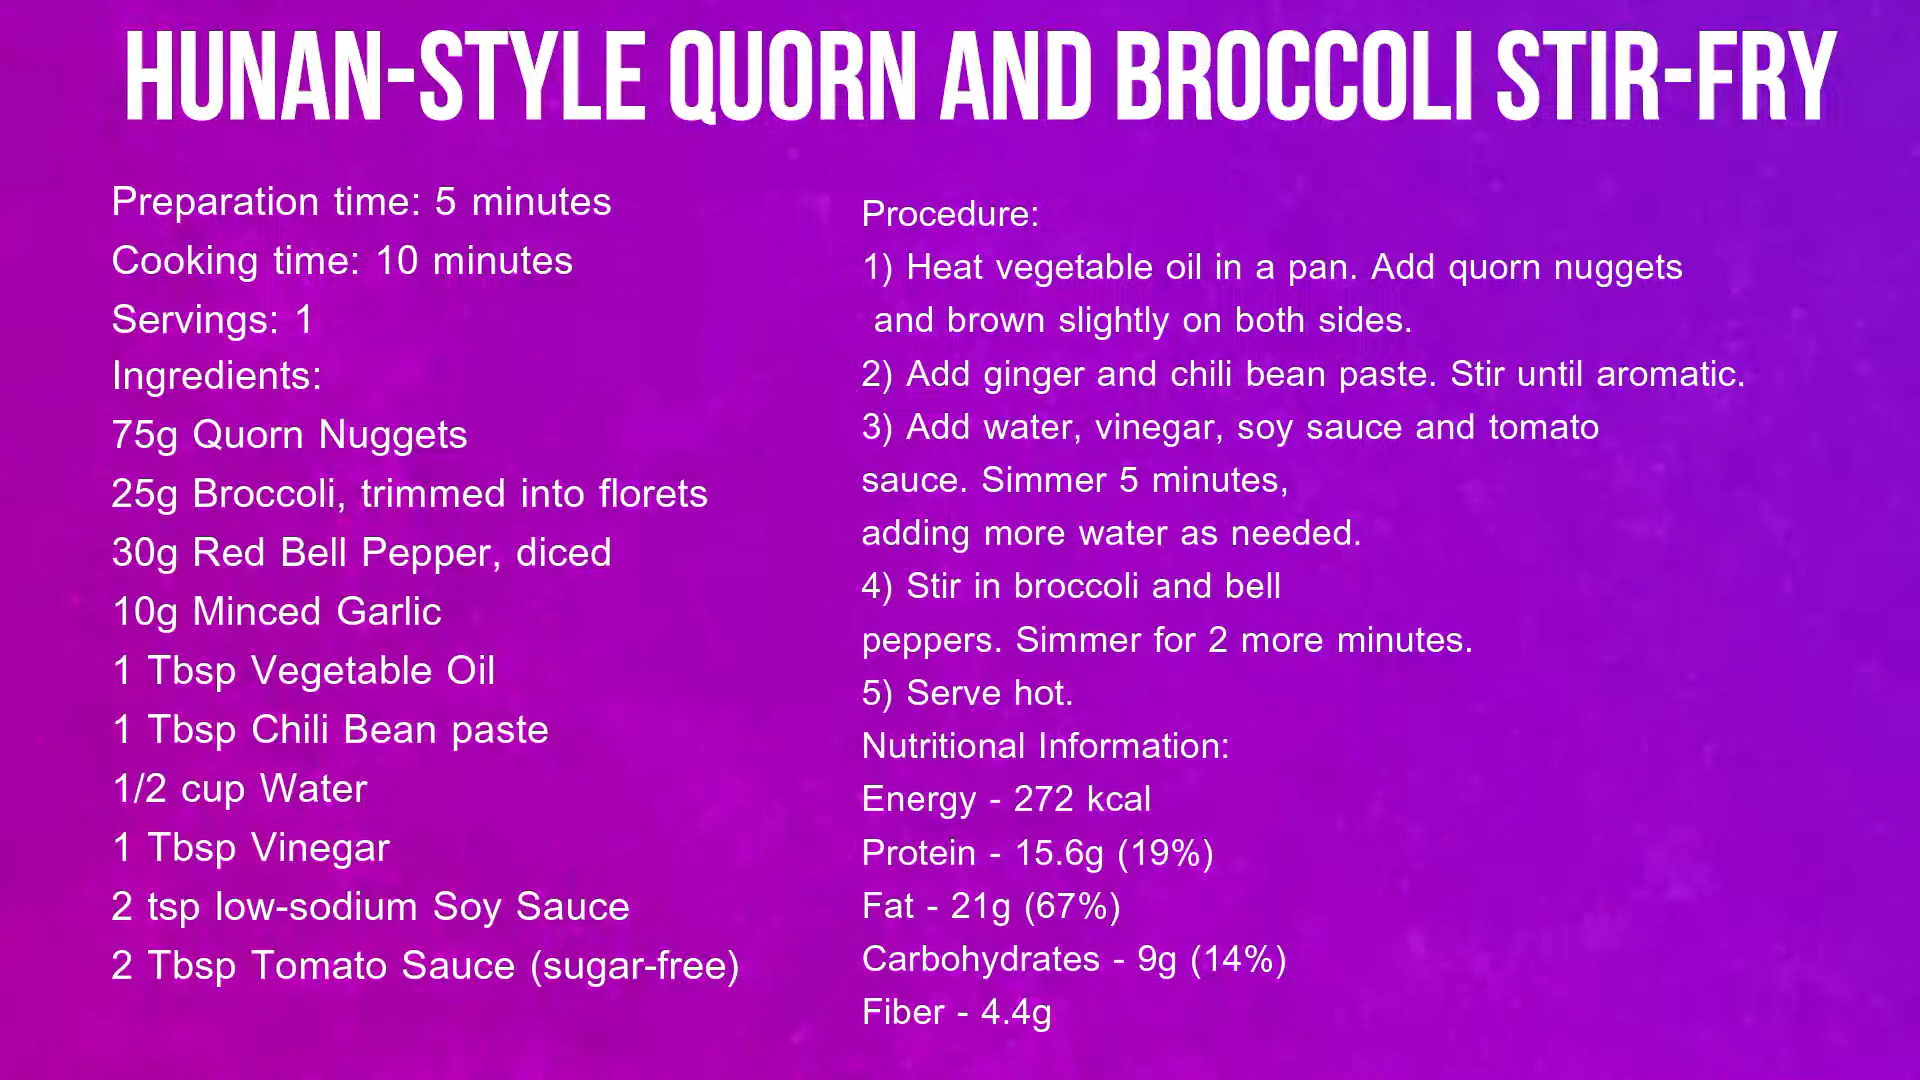 HUNAN-STYLE QUORN AND BROCCOLI STIR-FRY
Preparation time: 5 minutes
Cooking time: 10 minutes
Servings: 1
Ingredients:
75g Quorn Nuggets
25g Broccoli, trimmed into florets
30g Red Bell Pepper, diced
10g Minced Garlic
1 Tbsp Vegetable Oil
1 Tbsp Chili Bean paste
1/2 cup Water
1 Tbsp Vinegar
2 tsp low-sodium Soy Sauce
2 Tbsp Tomato Sauce (sugar-free)
Procedure:
1) Heat vegetable oil in a pan. Add quorn nuggets
and brown slightly on both sides.
2) Add ginger and chili bean paste. Stir until aromatic.
3) Add water, vinegar, soy sauce and tomato
sauce. Simmer 5 minutes,
adding more water as needed.
4) Stir in broccoli and bell
peppers. Simmer for 2 more minutes.
5) Serve hot.
Nutritional Information:
Energy - 272 kcal
Protein - 15.6g (19%)
Fat - 21g (67%)
Carbohydrates - 9g (14%)
Fiber - 4.4g